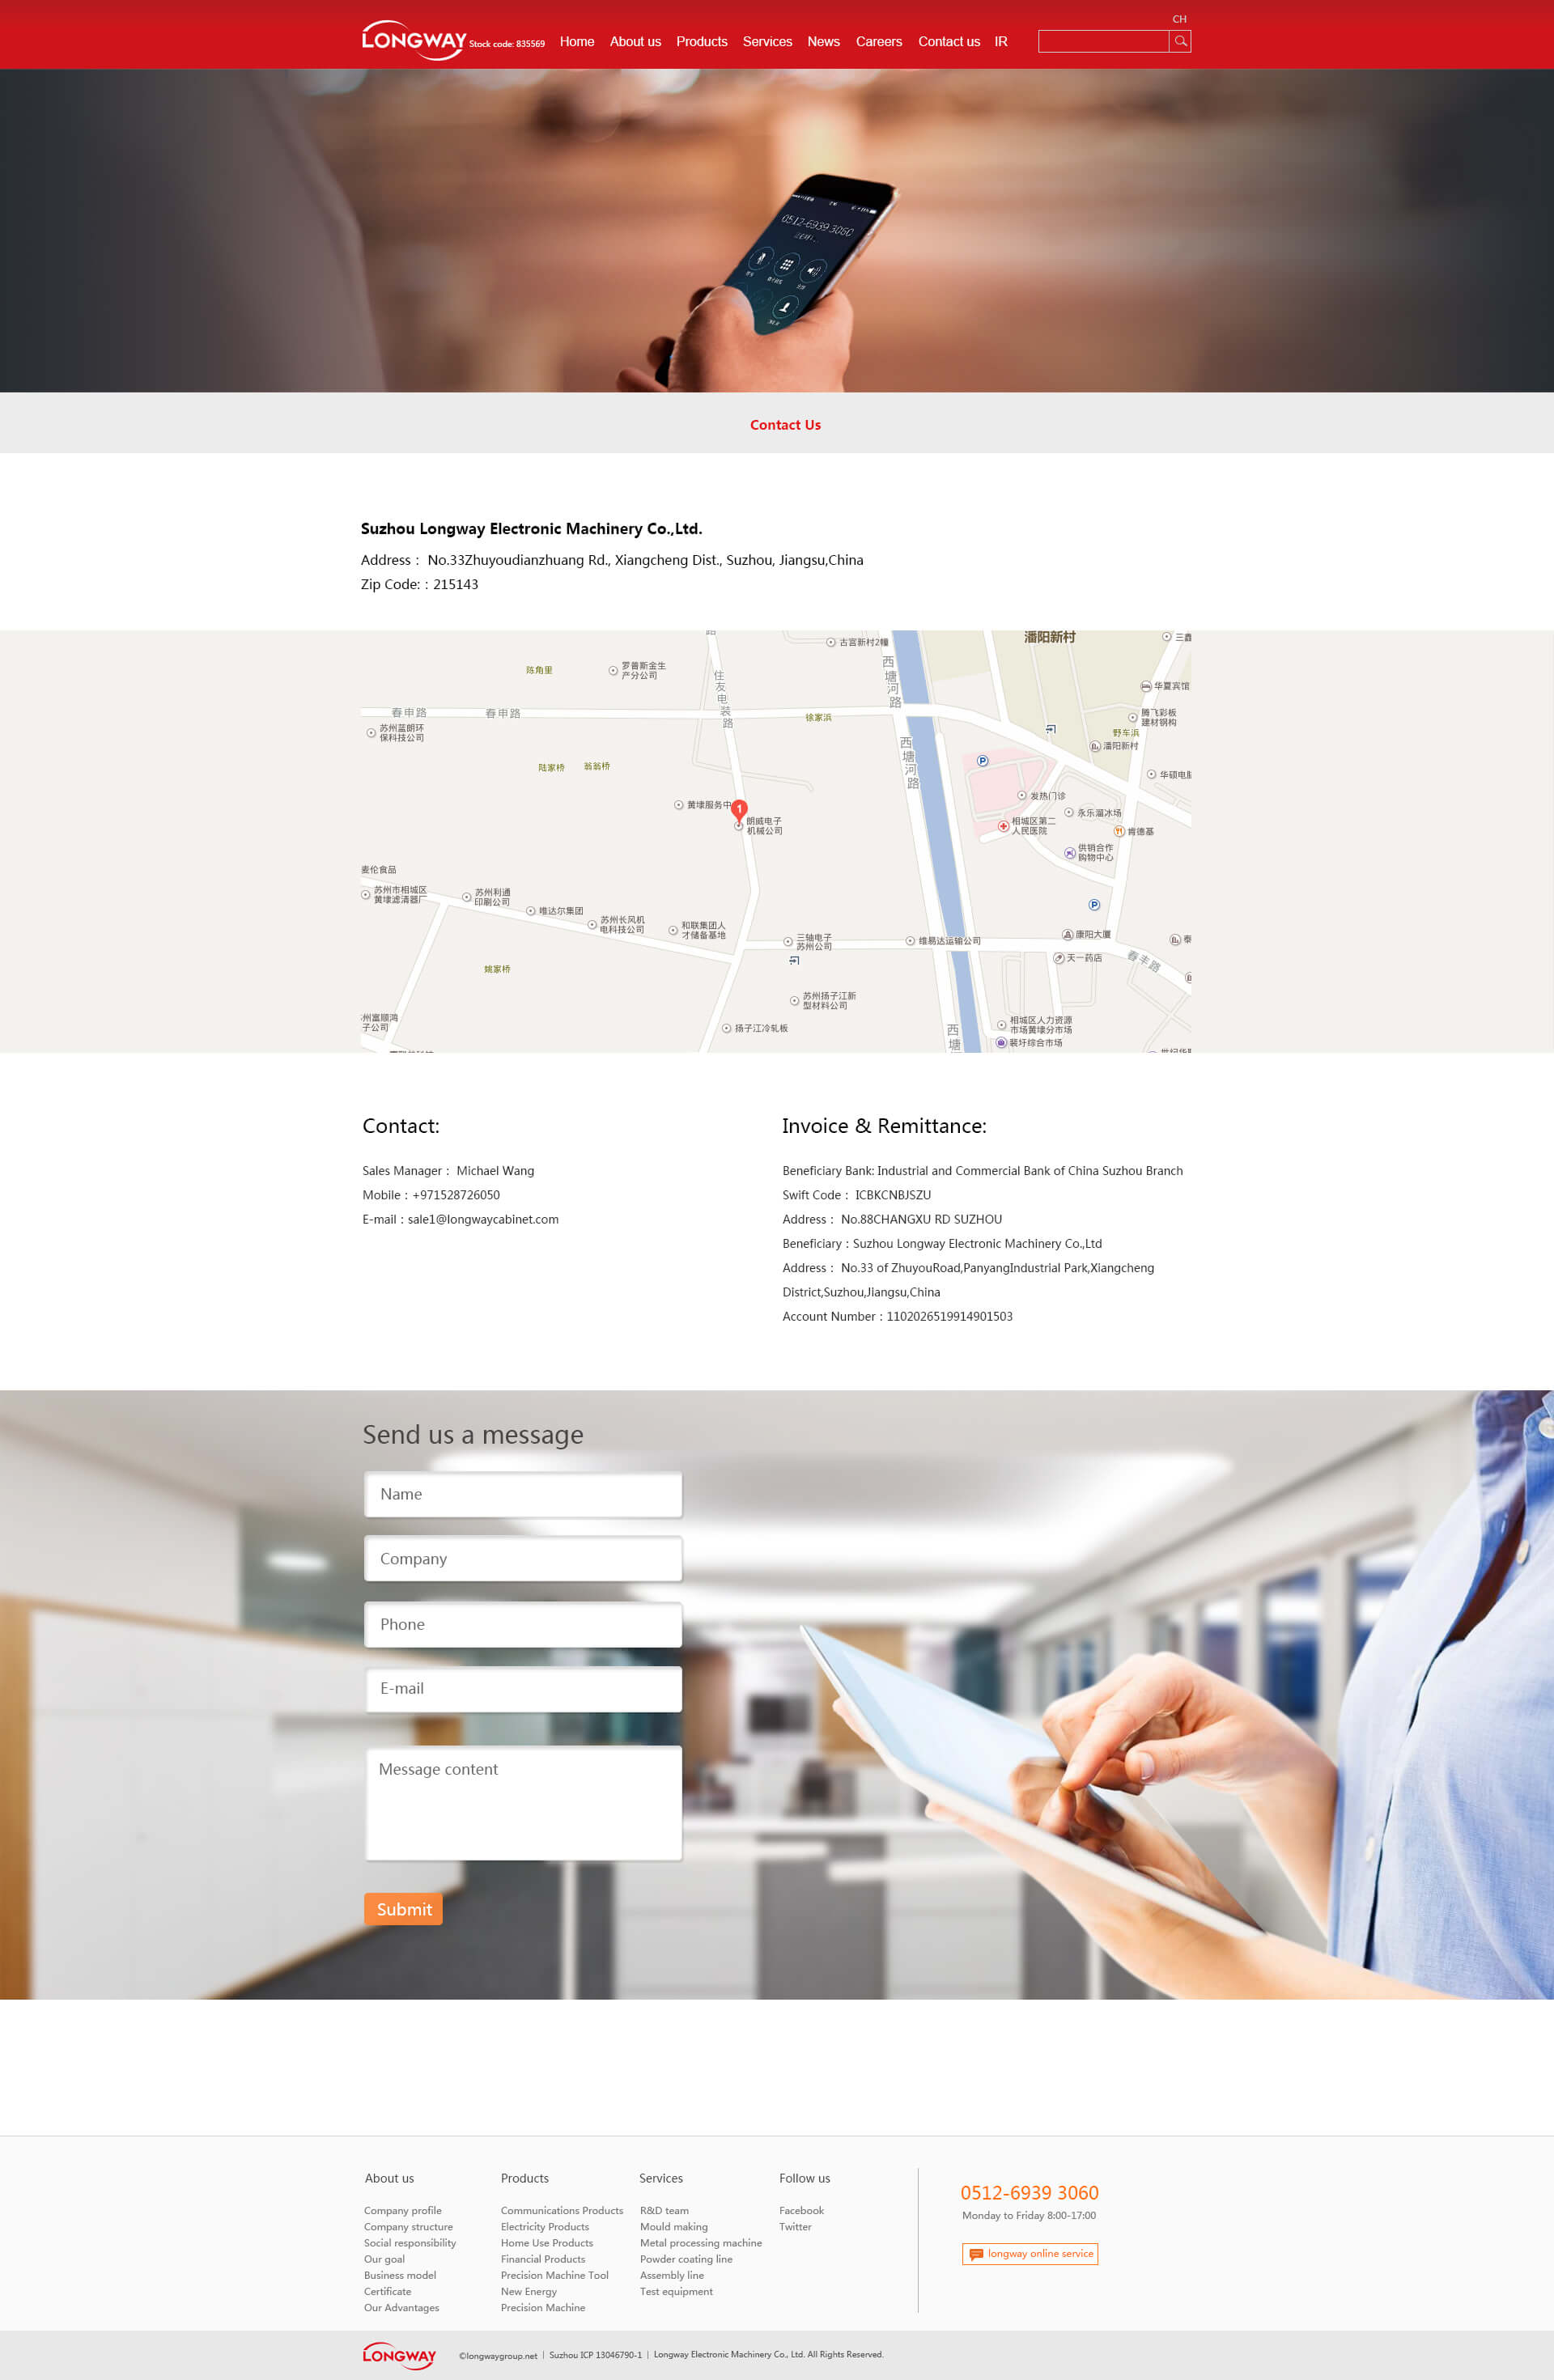 CH
LONGWAY Stock code: 835569 Home About us Products Services News Careers Contact us IR
0512-6939 3060
Contact Us
Suzhou Longway Electronic Machinery Co.,Ltd.
Address： No.33Zhuyoudianzhuang Rd., Xiangcheng Dist., Suzhou, Jiangsu,China
Zip Code:：215143
潘阳新村
三鑫
古宫新村2幢
西塘河路
陈角里
罗普斯金生
产分公司
住友电装路
华夏宾馆
春申路
春申路
徐家浜
腾飞彩板
建材钢构
苏州蓝朗环
保科技公司
野车浜
潘阳新村
西塘河路
陆家桥
翁翁桥
P
华硕电脑
发热门诊
黄埭服务中
1
永乐溜冰场
朗威电子
机械公司
相城区第二
人民医院
肯德基
供销合作
购物中心
麦伦食品
苏州市相城区
黄埭滤清器厂
苏州利通
印刷公司
维达尔集团
P
苏州长风机
电科技公司
和联集团人
才储备基地
三轴电子
苏州公司
维易达运输公司
康阳大厦
泰
天一药店
春丰路
姚家桥
苏州扬子江新
型材料公司
州富顺鸿
子公司
扬子江冷轧板
西塘
相城区人力资源
市场黄埭分市场
裴圩综合市场
Contact:
Sales Manager： Michael Wang
Mobile：+971528726050
E-mail：sale1@longwaycabinet.com
Invoice & Remittance:
Beneficiary Bank: Industrial and Commercial Bank of China Suzhou Branch
Swift Code： ICBKCNBJSZU
Address： No.88CHANGXU RD SUZHOU
Beneficiary：Suzhou Longway Electronic Machinery Co.,Ltd
Address： No.33 of ZhuyouRoad,PanyangIndustrial Park,Xiangcheng
District,Suzhou,Jiangsu,China
Account Number：1102026519914901503
Send us a message
Name
Company
Phone
E-mail
Message content
Submit
About us
Company profile
Company structure
Social responsibility
Our goal
Business model
Certificate
Our Advantages
Products
Communications Products
Electricity Products
Home Use Products
Financial Products
Precision Machine Tool
New Energy
Precision Machine
Services
R&D team
Mould making
Metal processing machine
Powder coating line
Assembly line
Test equipment
Follow us
Facebook
Twitter
0512-6939 3060
Monday to Friday 8:00-17:00
longway online service
LONGWAY ©longwaygroup.net | Suzhou ICP 13046790-1 | Longway Electronic Machinery Co., Ltd. All Rights Reserved.